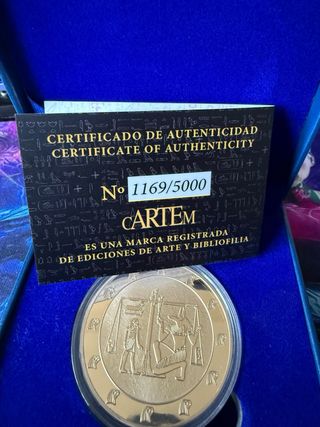 CERTIFICADO DE AUTENTICIDAD
CERTIFICATE OF AUTHENTICITY
Nº 1169/5000
CARTEM
ES UNA MARCA REGISTRADA
DE EDICIONES DE ARTE Y BIBLIOFILIA